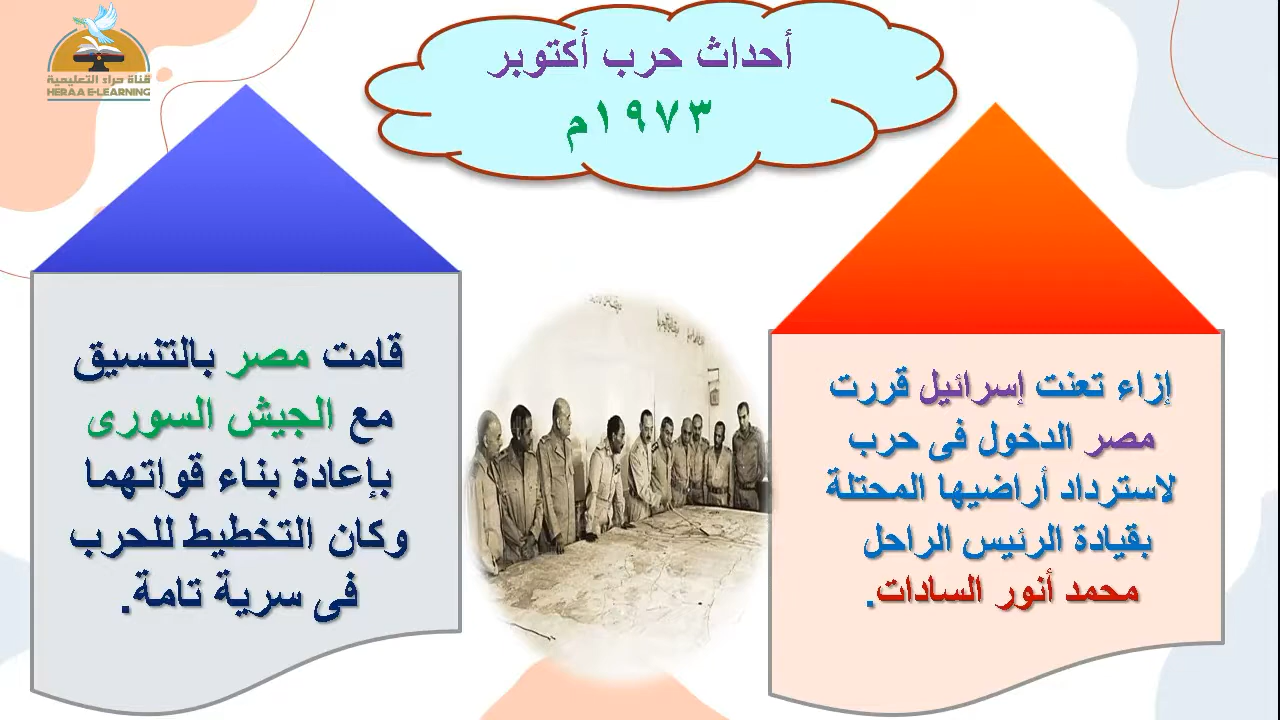 قناة حراء التعليمية
HERAA E-LEARNING
أحداث حرب أكتوبر
١٩٧٣م
إزاء تعنت إسرائيل قررت
مصر الدخول فى حرب
لاسترداد أراضيها المحتلة
بقيادة الرئيس الراحل
محمد أنور السادات.
قامت مصر بالتنسيق
مع الجيش السورى
بإعادة بناء قواتهما
وكان التخطيط للحرب
فى سرية تامة.